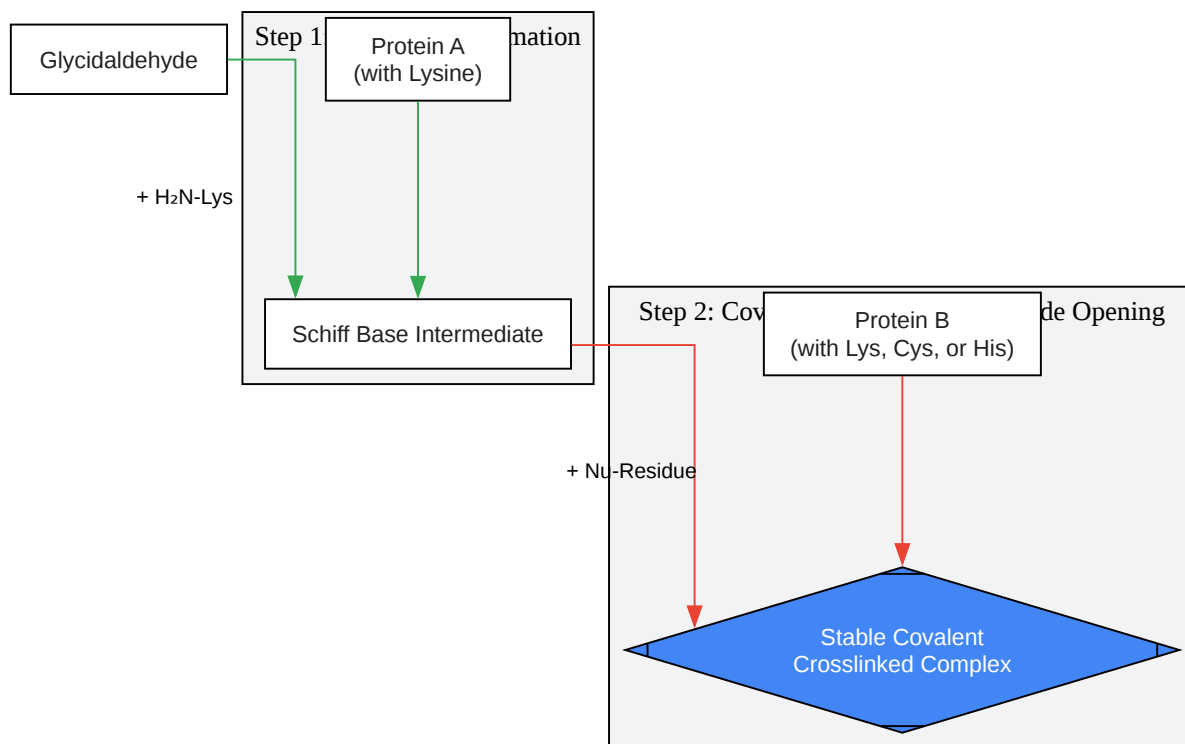 Glycidaldehyde
Step 1: mation
Protein A
(with Lysine)
+ H₂N-Lys
Schiff Base Intermediate
Step 2: Cov de Opening
Protein B
(with Lys, Cys, or His)
+ Nu-Residue
Stable Covalent
Crosslinked Complex